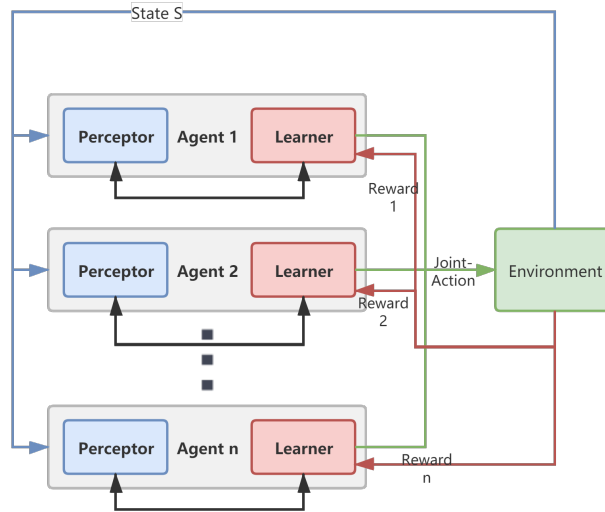 State S
Perceptor Agent 1 Learner
Reward
1
Perceptor Agent 2 Learner
Joint-
Action
Environment
Reward
2
Perceptor Agent n Learner
Reward
n